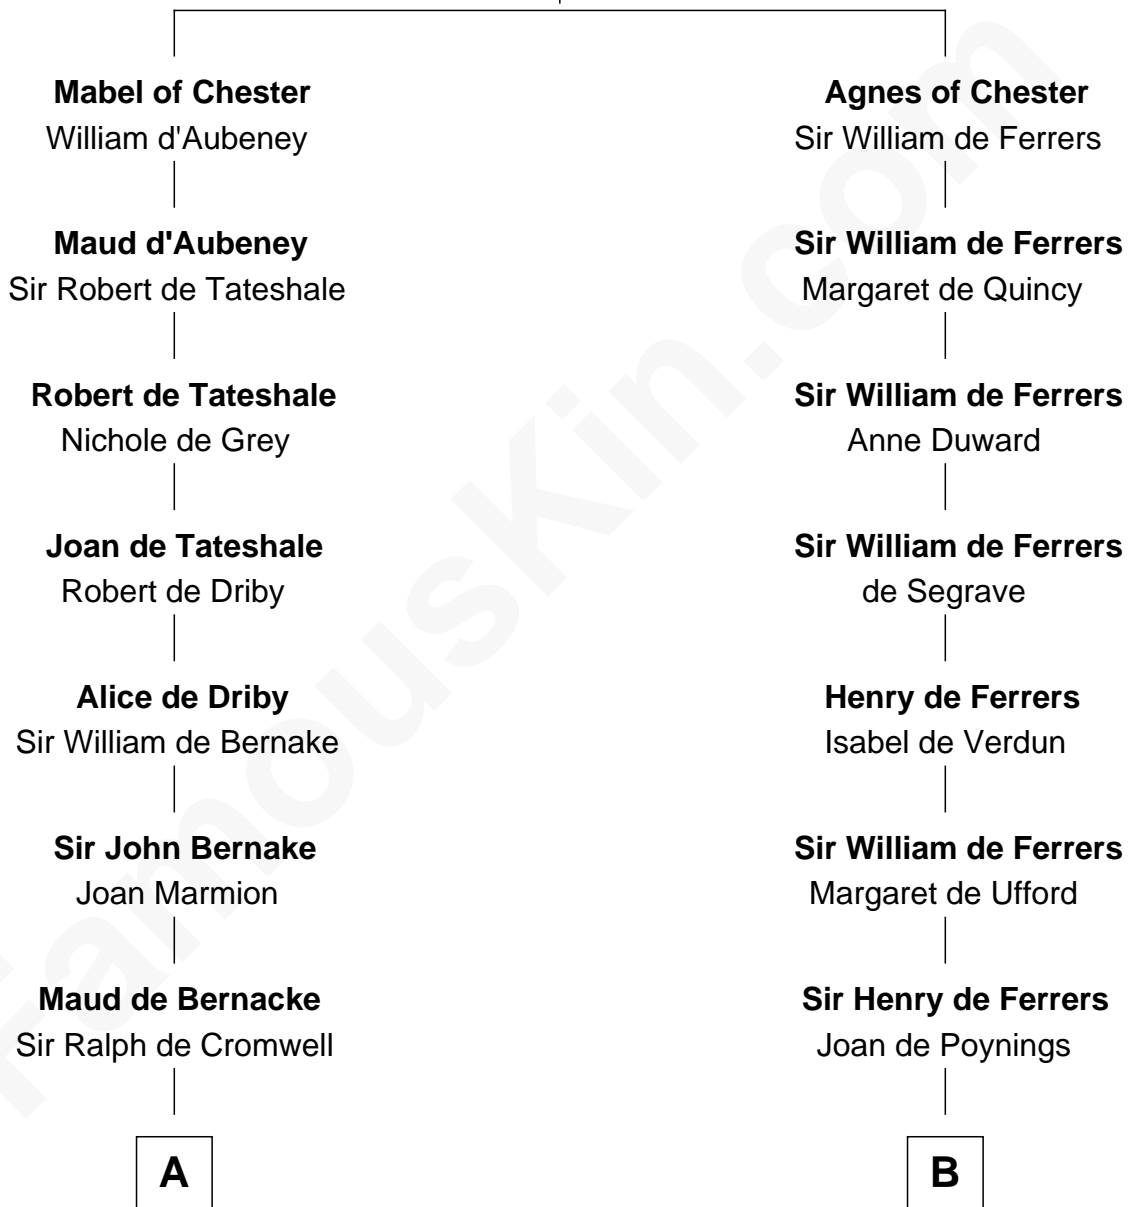 Mabel of Chester
William d'Aubeney
Maud d'Aubeney
Sir Robert de Tateshale
Robert de Tateshale
Nichole de Grey
Joan de Tateshale
Robert de Driby
Alice de Driby
Sir William de Bernake
Sir John Bernake
Joan Marmion
Maud de Bernacke
Sir Ralph de Cromwell
A
Agnes of Chester
Sir William de Ferrers
Sir William de Ferrers
Margaret de Quincy
Sir William de Ferrers
Anne Duward
Sir William de Ferrers
de Segrave
Henry de Ferrers
Isabel de Verdun
Sir William de Ferrers
Margaret de Ufford
Sir Henry de Ferrers
Joan de Poynings
B
FamousKin.com